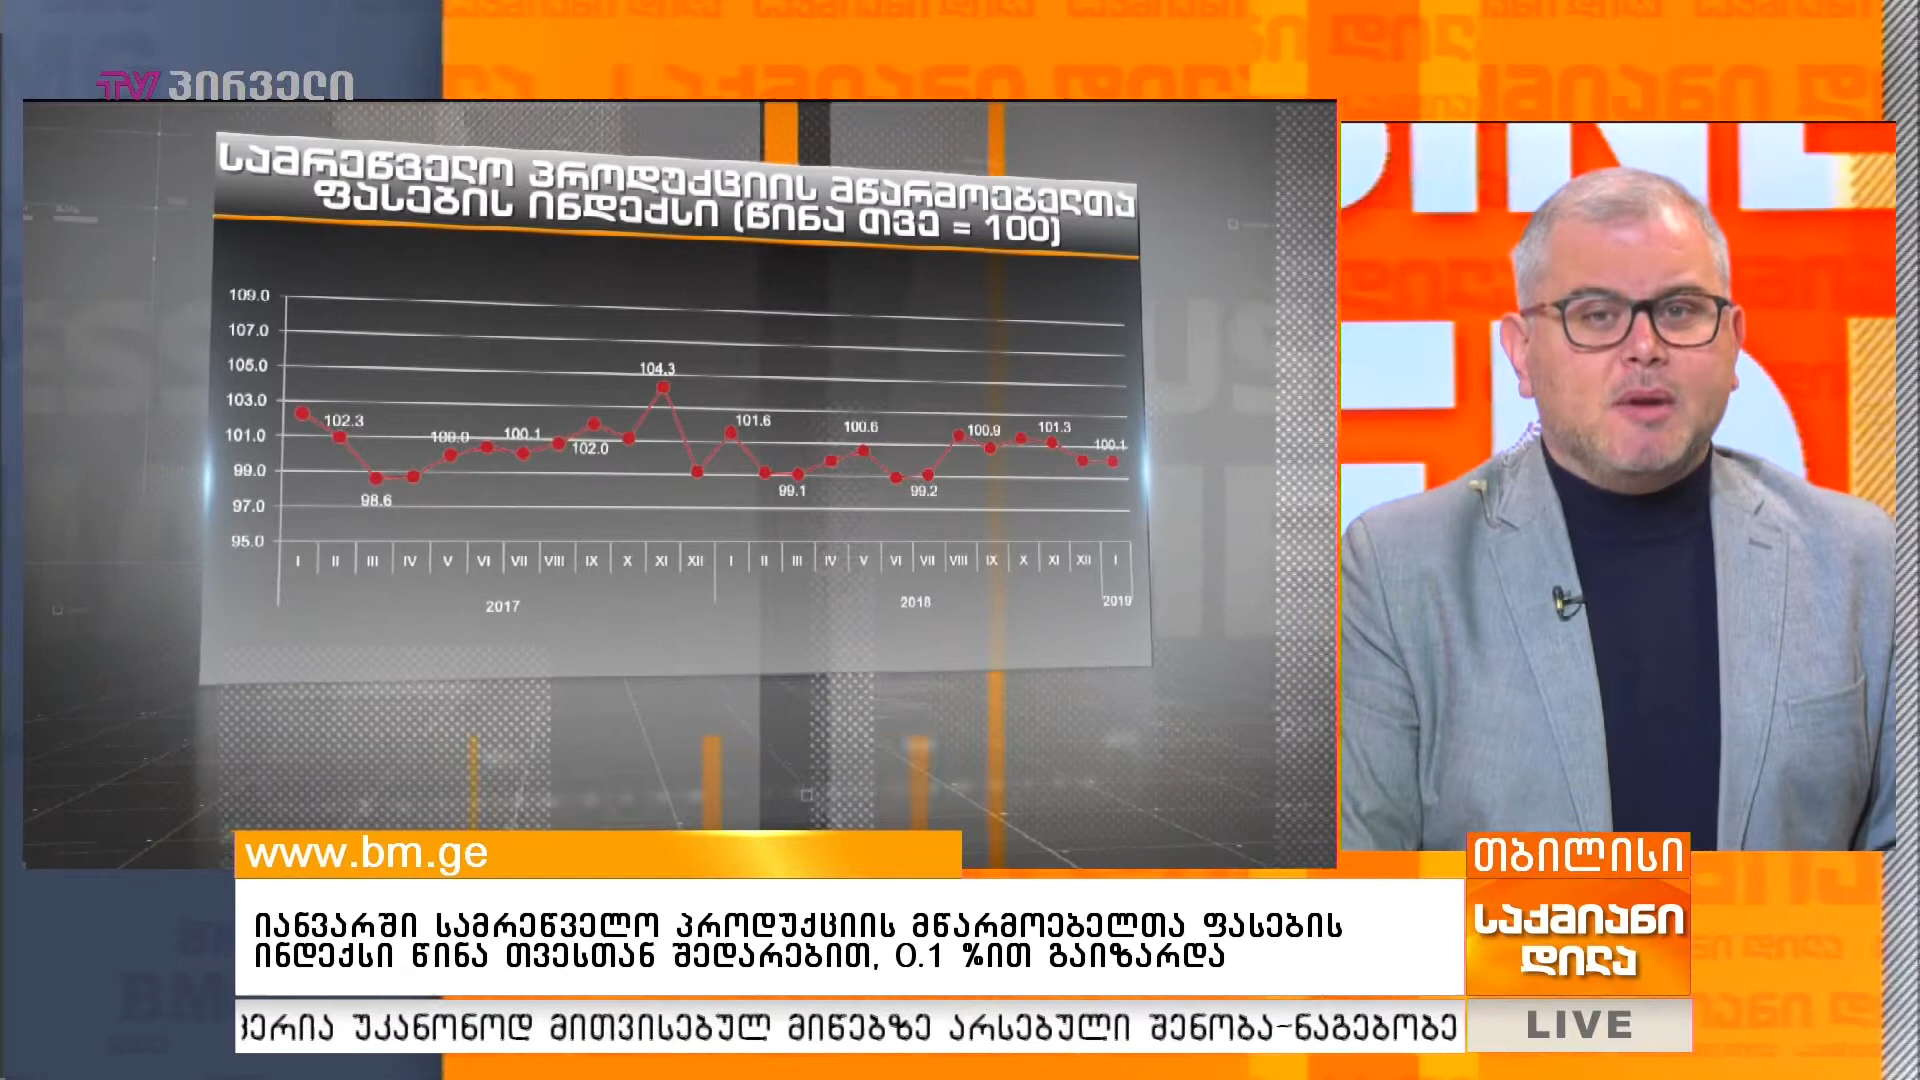 TV ᲞᲘᲠᲕᲔᲚᲘ
სამრეწველო პროდუქციის მწარმოებელთა
ფასების ინდექსი (წინა თვე = 100)
109.0
107.0
105.0
103.0
101.0
99.0
97.0
95.0
102.3
98.6
100.0
100.1
102.0
104.3
101.6
99.1
100.6
99.2
100.9
101.3
100.1
I II III IV V VI VII VIII IX X XI XII I II III IV V VI VII VIII IX X XI XII I
2017 2018 2019
www.bm.ge
თბილისი
იანვარში სამრეწველო პროდუქციის მწარმოებელთა ფასების
ინდექსი წინა თვესთან შედარებით, 0.1 %ით გაიზარდა
საქმიანი
დილა
უკანონოდ მითვისებულ მიწებზე არსებული შენობა-ნაგებობე
LIVE